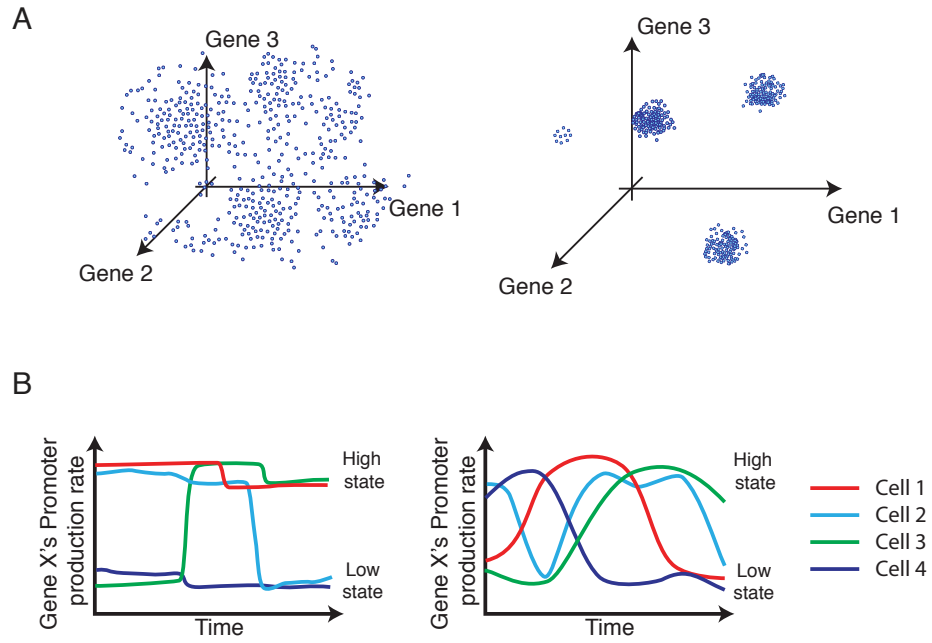 A
Gene 3
Gene 1
Gene 2
Gene 3
Gene 1
Gene 2
B
Gene X's Promoter
production rate
High
state
Low
state
Time
Gene X's Promoter
production rate
High
state
Low
state
Time
Cell 1
Cell 2
Cell 3
Cell 4